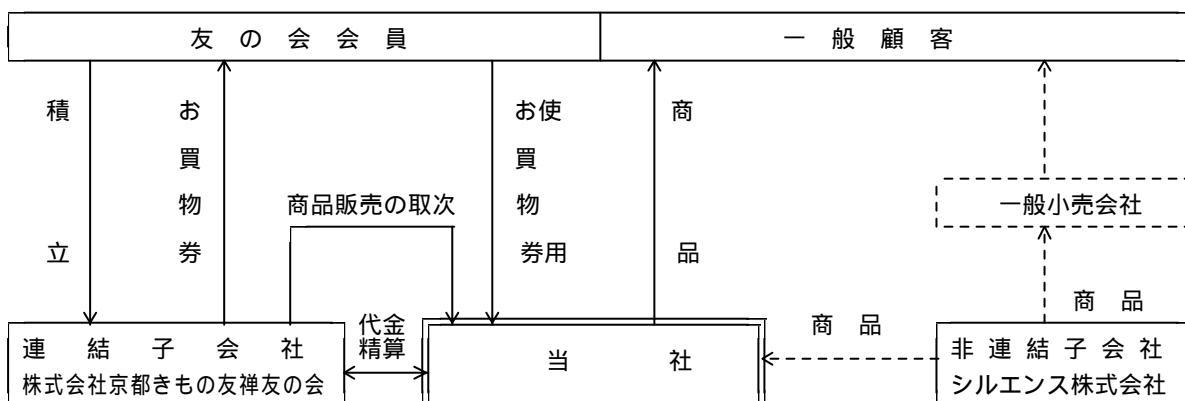 友の会会員
一般顧客
積立
お買物券
お買物券使用
商品
一般小売会社
商品販売の取次
商品
代金
精算
商品
連結子会社
株式会社京都きもの友禅友の会
当社
非連結子会社
シルエンス株式会社